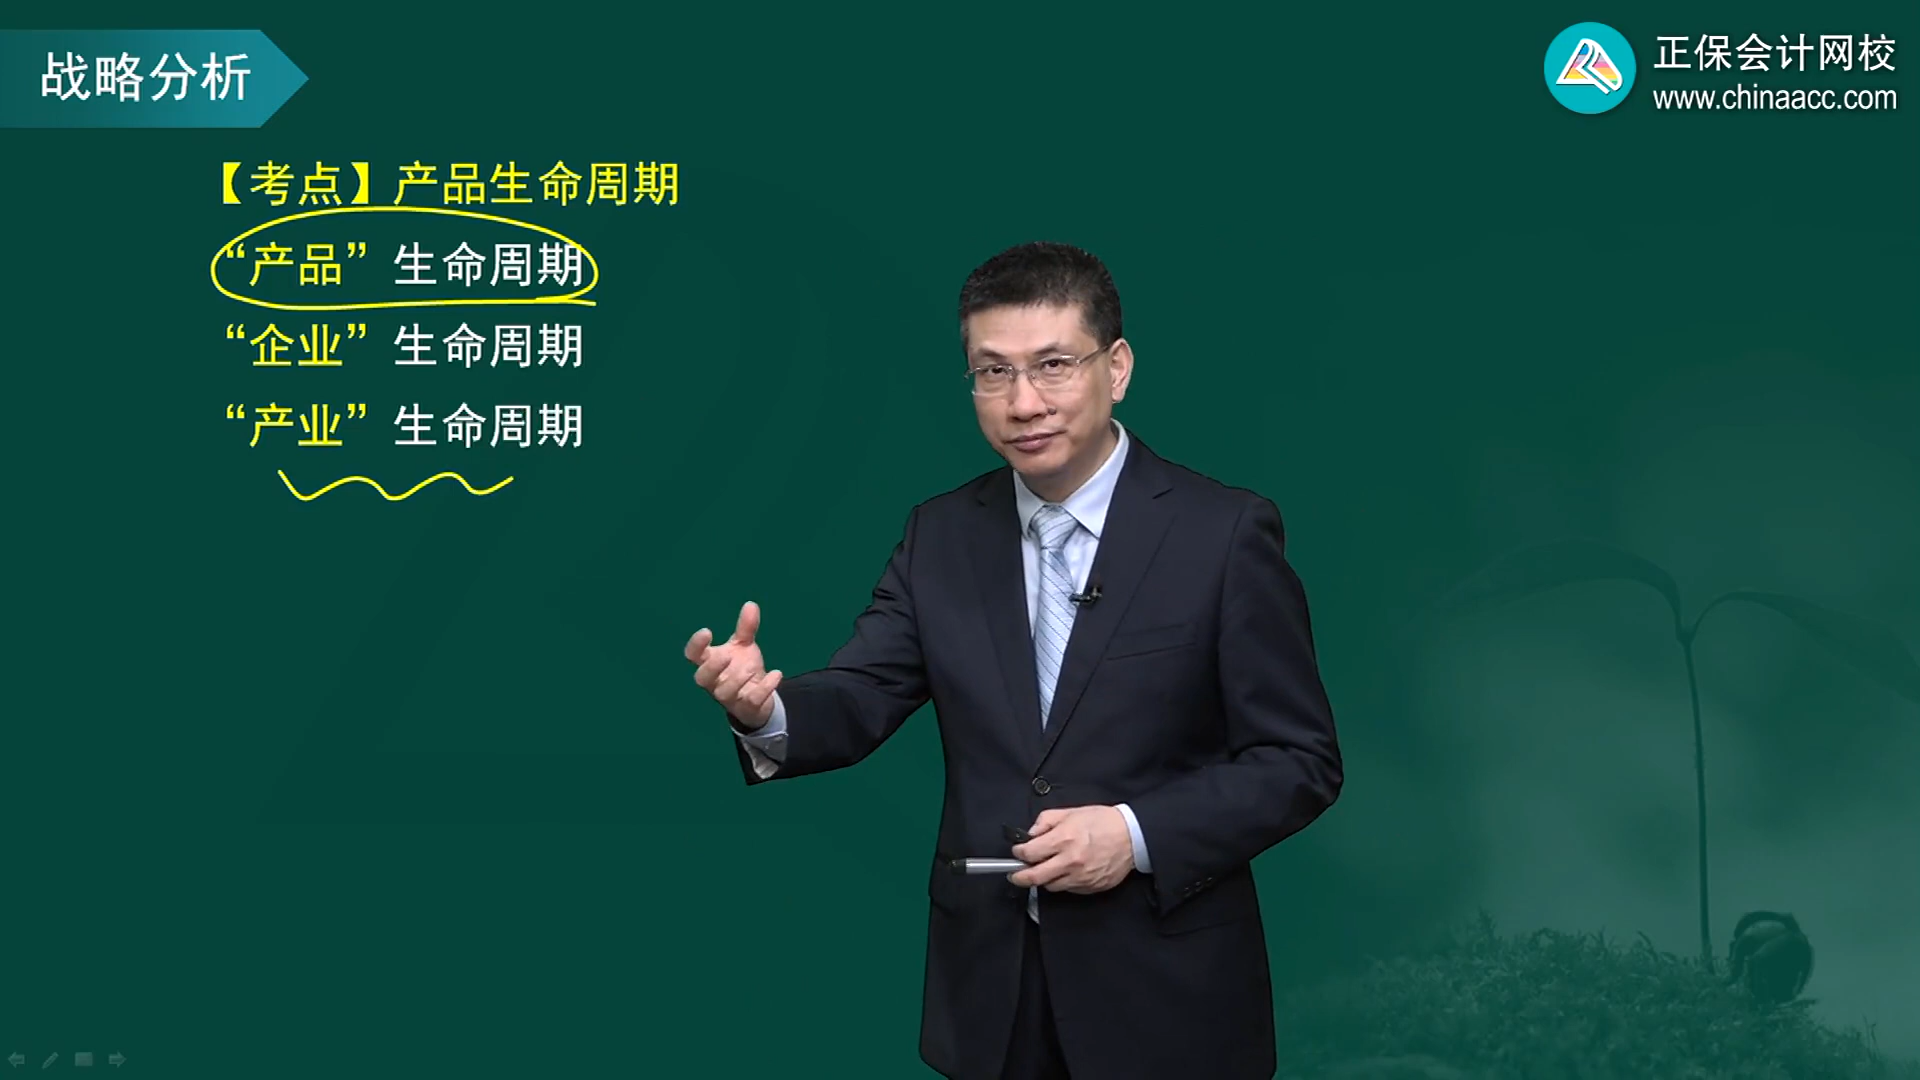 战略分析
正保会计网校
www.chinaacc.com
【考点】产品生命周期
“产品”生命周期
“企业”生命周期
“产业”生命周期